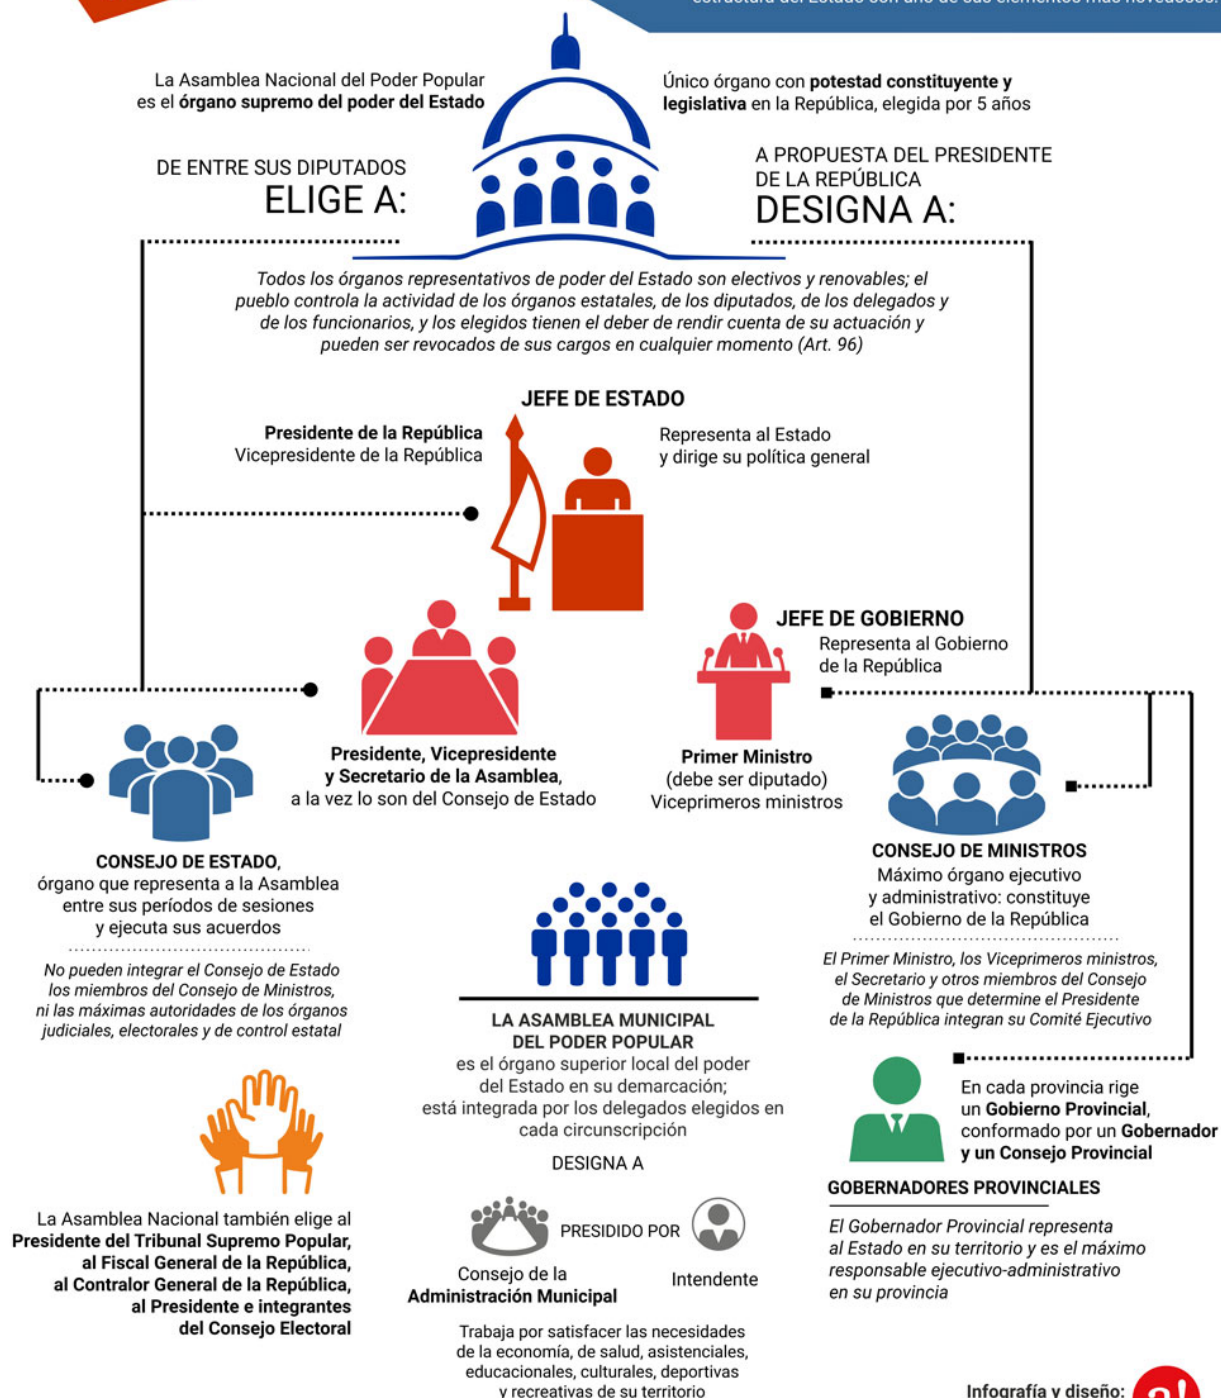 estructura del Estado son uno de sus elementos más novedosos.
La Asamblea Nacional del Poder Popular
es el órgano supremo del poder del Estado
Único órgano con potestad constituyente y
legislativa en la República, elegida por 5 años
DE ENTRE SUS DIPUTADOS
ELIGE A:
A PROPUESTA DEL PRESIDENTE
DE LA REPÚBLICA
DESIGNA A:
Todos los órganos representativos de poder del Estado son electivos y renovables; el
pueblo controla la actividad de los órganos estatales, de los diputados, de los delegados y
de los funcionarios, y los elegidos tienen el deber de rendir cuenta de su actuación y
pueden ser revocados de sus cargos en cualquier momento (Art. 96)
JEFE DE ESTADO
Presidente de la República
Vicepresidente de la República
Representa al Estado
y dirige su política general
JEFE DE GOBIERNO
Representa al Gobierno
de la República
Presidente, Vicepresidente
y Secretario de la Asamblea,
a la vez lo son del Consejo de Estado
Primer Ministro
(debe ser diputado)
Viceprimeros ministros
CONSEJO DE ESTADO,
órgano que representa a la Asamblea
entre sus períodos de sesiones
y ejecuta sus acuerdos
No pueden integrar el Consejo de Estado
los miembros del Consejo de Ministros,
ni las máximas autoridades de los órganos
judiciales, electorales y de control estatal
CONSEJO DE MINISTROS
Máximo órgano ejecutivo
y administrativo: constituye
el Gobierno de la República
El Primer Ministro, los Viceprimeros ministros,
el Secretario y otros miembros del Consejo
de Ministros que determine el Presidente
de la República integran su Comité Ejecutivo
LA ASAMBLEA MUNICIPAL
DEL PODER POPULAR
es el órgano superior local del poder
del Estado en su demarcación;
está integrada por los delegados elegidos en
cada circunscripción
DESIGNA A
PRESIDIDO POR
Consejo de la
Administración Municipal
Intendente
Trabaja por satisfacer las necesidades
de la economía, de salud, asistenciales,
educacionales, culturales, deportivas
y recreativas de su territorio
En cada provincia rige
un Gobierno Provincial,
conformado por un Gobernador
y un Consejo Provincial
GOBERNADORES PROVINCIALES
El Gobernador Provincial representa
al Estado en su territorio y es el máximo
responsable ejecutivo-administrativo
en su provincia
La Asamblea Nacional también elige al
Presidente del Tribunal Supremo Popular,
al Fiscal General de la República,
al Contralor General de la República,
al Presidente e integrantes
del Consejo Electoral
Infografía y diseño: